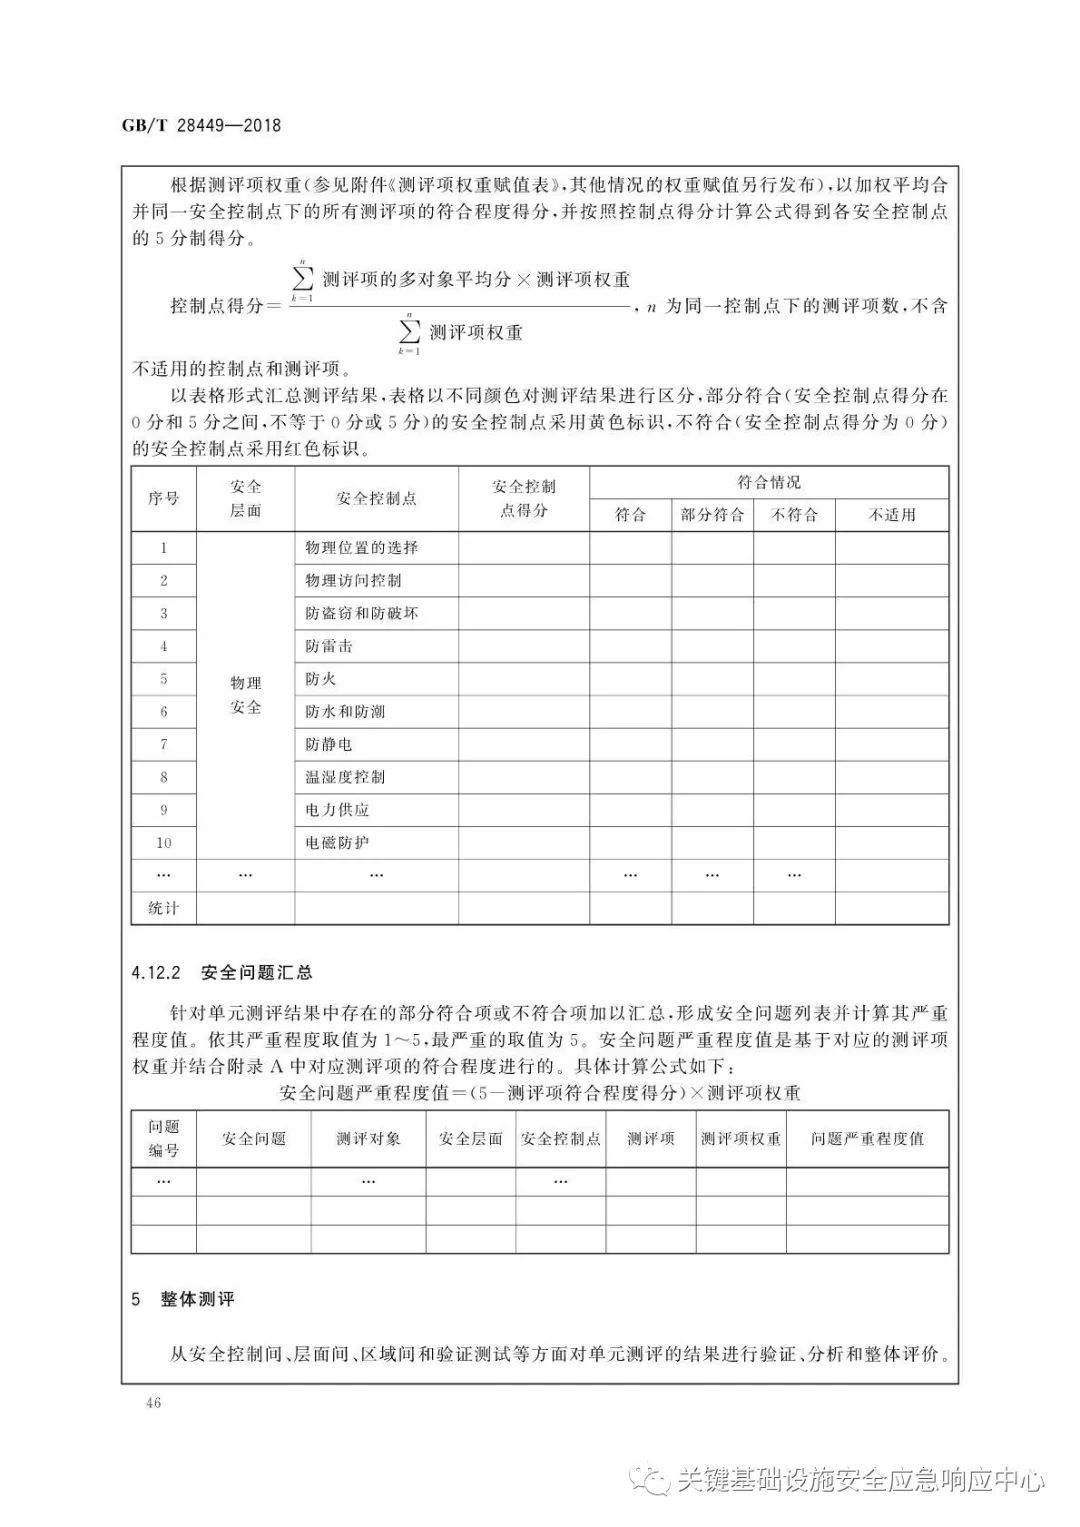 GB/T 28449—2018
根据测评项权重(参见附件《测评项权重赋值表》,其他情况的权重赋值另行发布),以加权平均合
并同一安全控制点下的所有测评项的符合程度得分,并按照控制点得分计算公式得到各安全控制点
的 5 分制得分。
控制点得分=
n
∑ 测评项的多对象平均分×测评项权重
k=1
n
∑ 测评项权重
k=1
,n 为同一控制点下的测评项数,不含
不适用的控制点和测评项。
以表格形式汇总测评结果,表格以不同颜色对测评结果进行区分,部分符合(安全控制点得分在
0 分和 5 分之间,不等于 0 分或 5 分)的安全控制点采用黄色标识,不符合(安全控制点得分为 0 分)
的安全控制点采用红色标识。
序号 安全层面 安全控制点 安全控制点得分 符合情况
符合 部分符合 不符合 不适用
1 物理位置的选择
2 物理访问控制
3 防盗窃和防破坏
4 防雷击
5 防火
物理
安全
6 防水和防潮
7 防静电
8 温湿度控制
9 电力供应
10 电磁防护
… … … … … …
统计
4.12.2 安全问题汇总
针对单元测评结果中存在的部分符合项或不符合项加以汇总,形成安全问题列表并计算其严重
程度值。依其严重程度取值为 1～5,最严重的取值为 5。安全问题严重程度值是基于对应的测评项
权重并结合附录 A 中对应测评项的符合程度进行的。具体计算公式如下:
安全问题严重程度值=(5-测评项符合程度得分)×测评项权重
问题编号 安全问题 测评对象 安全层面 安全控制点 测评项 测评项权重 问题严重程度值
… … …
5 整体测评
从安全控制间、层面间、区域间和验证测试等方面对单元测评的结果进行验证、分析和整体评价。
46
关键基础设施安全应急响应中心